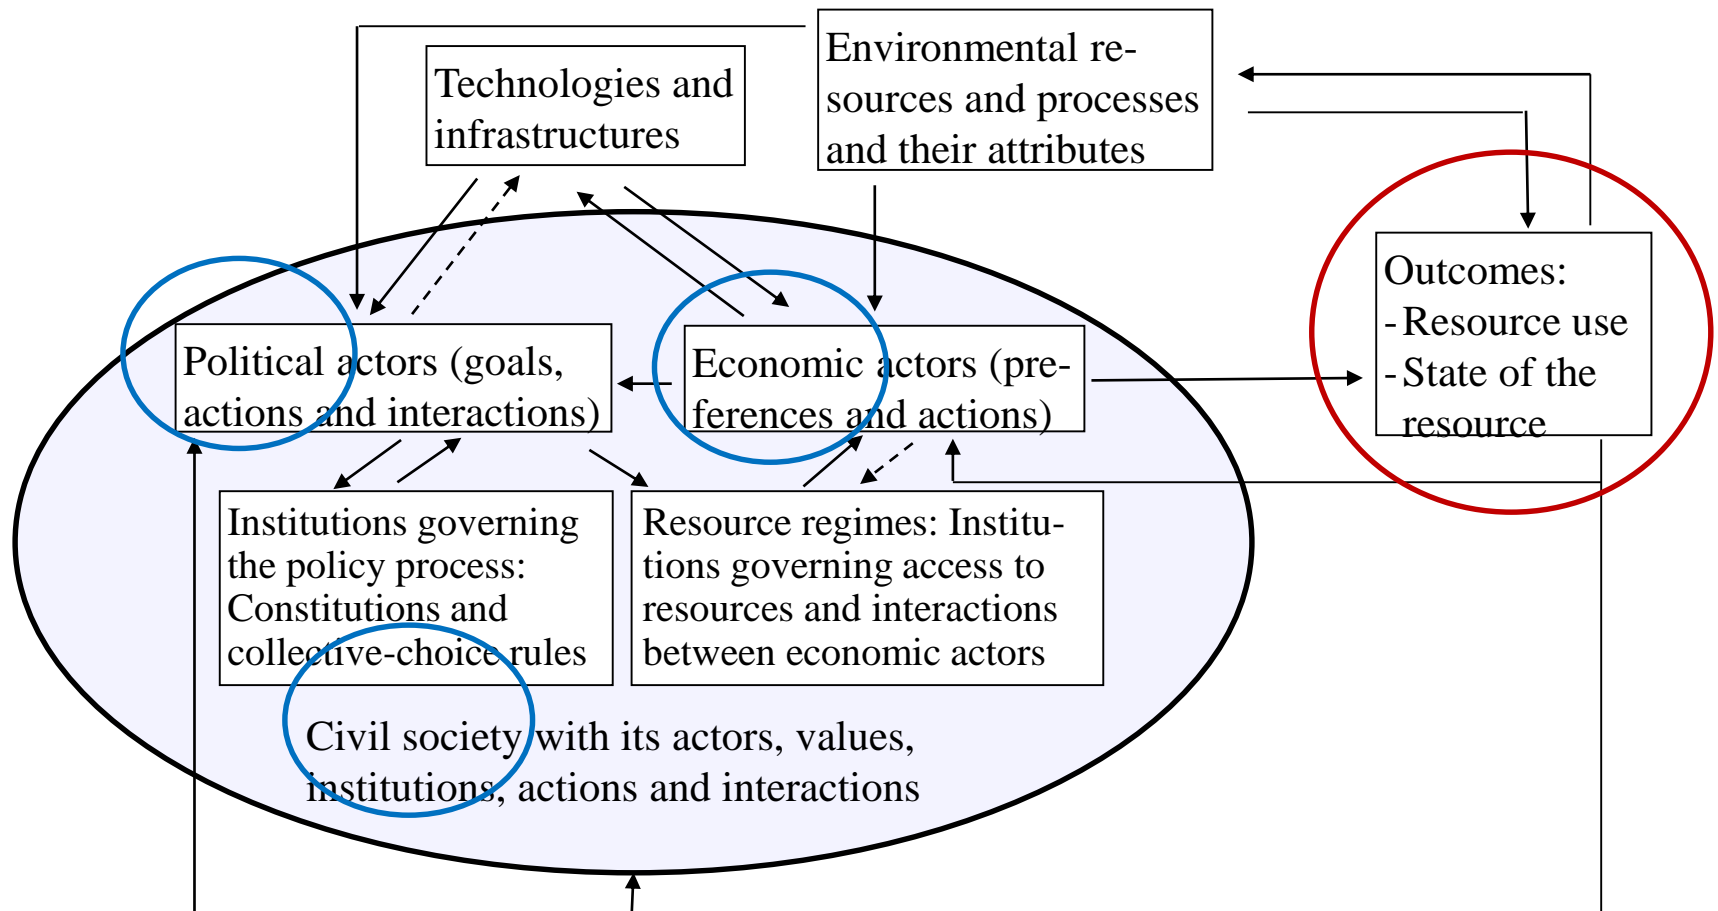 Technologies and
infrastructures
Environmental re-
sources and processes
and their attributes
Political actors (goals,
actions and interactions)
Economic actors (pre-
ferences and actions)
Outcomes:
- Resource use
- State of the
resource
Institutions governing
the policy process:
Constitutions and
collective-choice rules
Resource regimes: Institu-
tions governing access to
resources and interactions
between economic actors
Civil society with its actors, values,
institutions, actions and interactions